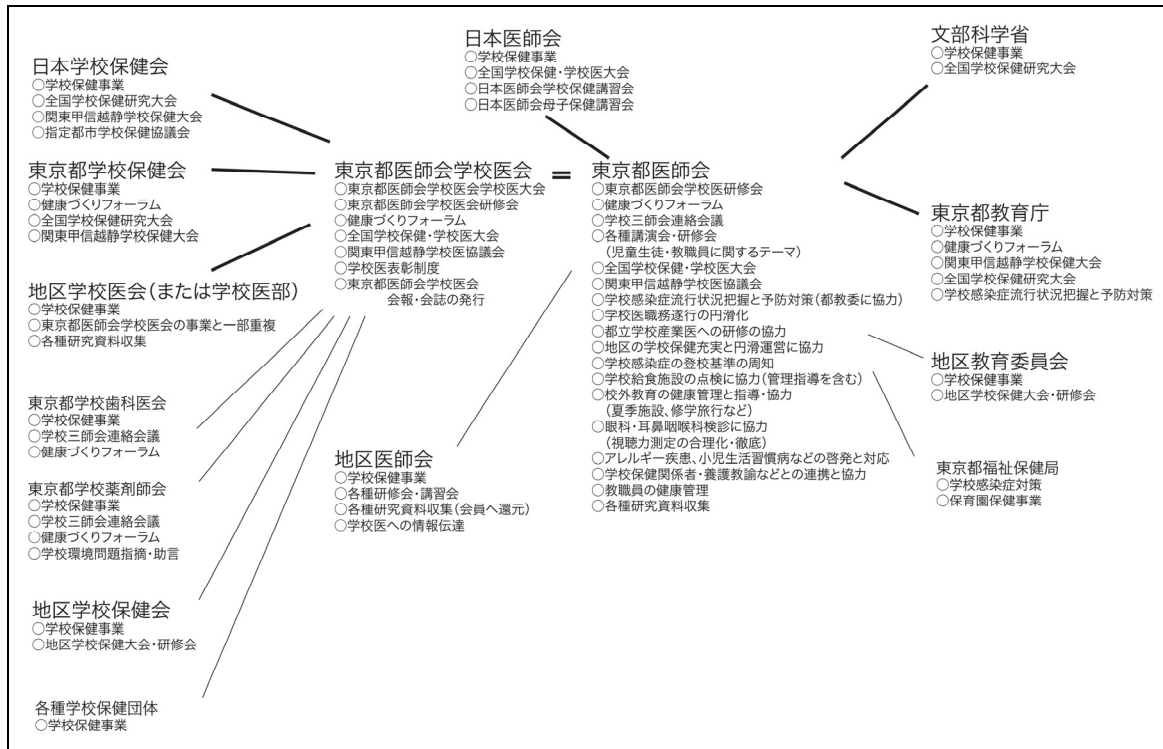 日本学校保健会
○学校保健事業
○全国学校保健研究大会
○関東甲信越静学校保健大会
○指定都市学校保健協議会
東京都学校保健会
○学校保健事業
○健康づくりフォーラム
○全国学校保健研究大会
○関東甲信越静学校保健大会
地区学校医会(または学校医部)
○学校保健事業
○東京都医師会学校医会の事業と一部重複
○各種研究資料収集
東京都学校歯科医会
○学校保健事業
○学校三師会連絡会議
○健康づくりフォーラム
東京都学校薬剤師会
○学校保健事業
○学校三師会連絡会議
○健康づくりフォーラム
○学校環境問題指摘・助言
地区学校保健会
○学校保健事業
○地区学校保健大会・研修会
各種学校保健団体
○学校保健事業
日本医師会
○学校保健事業
○全国学校保健・学校医大会
○日本医師会学校保健講習会
○日本医師会母子保健講習会
東京都医師会学校医会
○東京都医師会学校医会学校医大会
○東京都医師会学校医会研修会
○健康づくりフォーラム
○全国学校保健・学校医大会
○関東甲信越静学校医協議会
○学校医表彰制度
○東京都医師会学校医会
会報・会誌の発行
=
東京都医師会
○東京都医師会学校医研修会
○健康づくりフォーラム
○学校三師会連絡会議
○各種講演会・研修会
(児童生徒・教職員に関するテーマ)
○全国学校保健・学校医大会
○関東甲信越静学校医協議会
○学校感染症流行状況把握と予防対策(都教委に協力)
○学校医職務遂行の円滑化
○都立学校産業医への研修の協力
○地区の学校保健充実と円滑運営に協力
○学校感染症の登校基準の周知
○学校給食施設の点検に協力(管理指導を含む)
○校外教育の健康管理と指導・協力
(夏季施設、修学旅行など)
○眼科・耳鼻咽喉科検診に協力
(視聴力測定の合理化・徹底)
○アレルギー疾患、小児生活習慣病などの啓発と対応
○学校保健関係者・養護教諭などとの連携と協力
○教職員の健康管理
○各種研究資料収集
地区医師会
○学校保健事業
○各種研修会・講習会
○各種研究資料収集(会員へ還元)
○学校医への情報伝達
文部科学省
○学校保健事業
○全国学校保健研究大会
東京都教育庁
○学校保健事業
○健康づくりフォーラム
○関東甲信越静学校保健大会
○全国学校保健研究大会
○学校感染症流行状況把握と予防対策
地区教育委員会
○学校保健事業
○地区学校保健大会・研修会
東京都福祉保健局
○学校感染症対策
○保育園保健事業